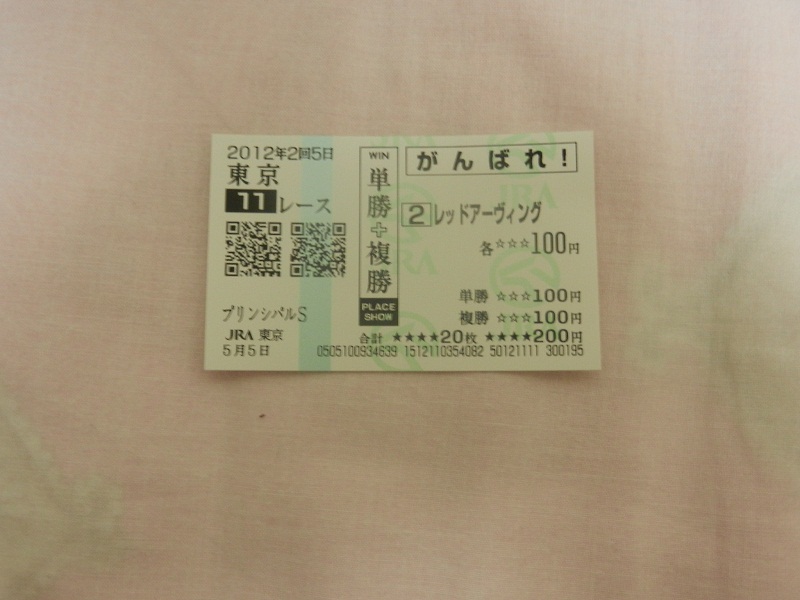 2012年2回5日
東京
11 レース
プリンシパルS
JRA 東京
5月5日
WIN
単勝+複勝
PLACE
SHOW
がんばれ!
2 レッドアーヴィング
各☆☆☆100円
単勝 ☆☆☆100円
複勝 ☆☆☆100円
合計 ★★★★20枚 ★★★★200円
0505100934639 1512110354082 50121111 300195
JRA
JRA